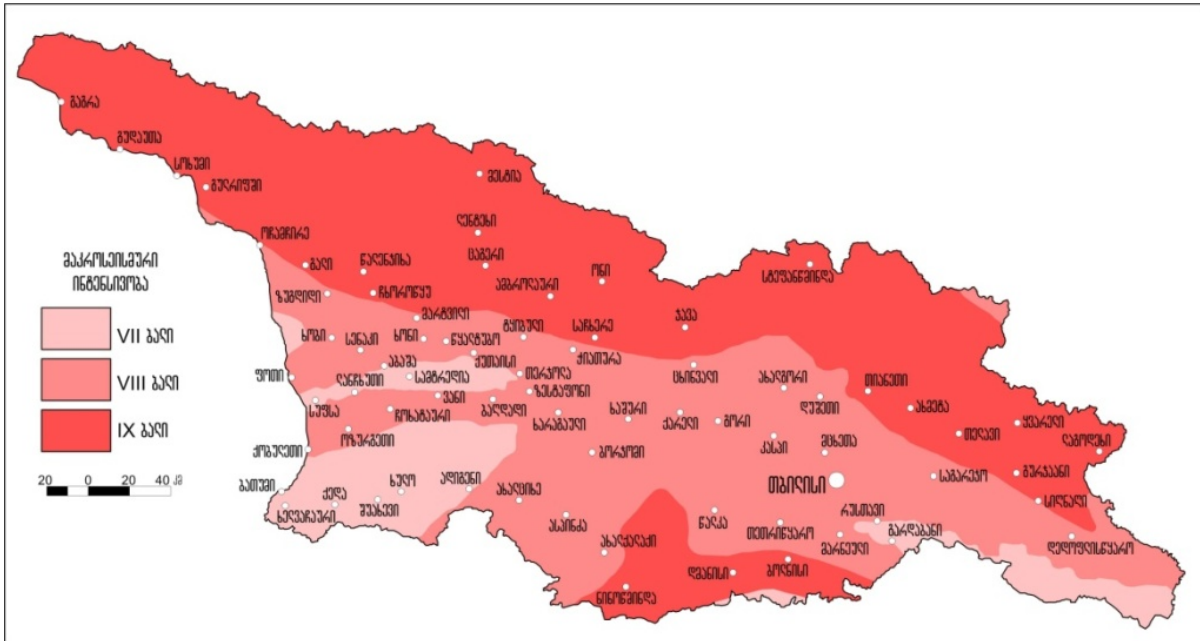 გაგრა
გუდაუთა
სოხუმი
გულრიფში
მესტია
ოჩამჩირე
ლენტეხი
გალი
წალენჯიხა
ცაგერი
ონი
სტეფანწმინდა
მაკროსეისმური
ინტენსივობა
VII ბალი
VIII ბალი
IX ბალი
20 0 20 40 კმ
ზუგდიდი
ჩხოროწყუ
ამბროლაური
მარტვილი
ხობი
სენაკი
ხონი
წყალტუბო
ტყიბული
საჩხერე
ჯავა
ქუთაისი
ჭიათურა
აბაშა
ფოთი
ლანჩხუთი
სამტრედია
თერჯოლა
ცხინვალი
ახალგორი
თიანეთი
ზესტაფონი
სუფსა
ვანი
ჩოხატაური
ბაღდადი
ხარაგაული
ხაშური
ქარელი
გორი
დუშეთი
ახმეტა
ყვარელი
თელავი
ლაგოდეხი
ოზურგეთი
ქობულეთი
ბორჯომი
კასპი
მცხეთა
გურჯაანი
საგარეჯო
ბათუმი
ქედა
ხულო
ადიგენი
თბილისი
სიღნაღი
ხელვაჩაური
შუახევი
ახალციხე
ასპინძა
წალკა
თეთრიწყარო
რუსთავი
გარდაბანი
მარნეული
დედოფლისწყარო
ახალქალაქი
ნინოწმინდა
დმანისი
ბოლნისი